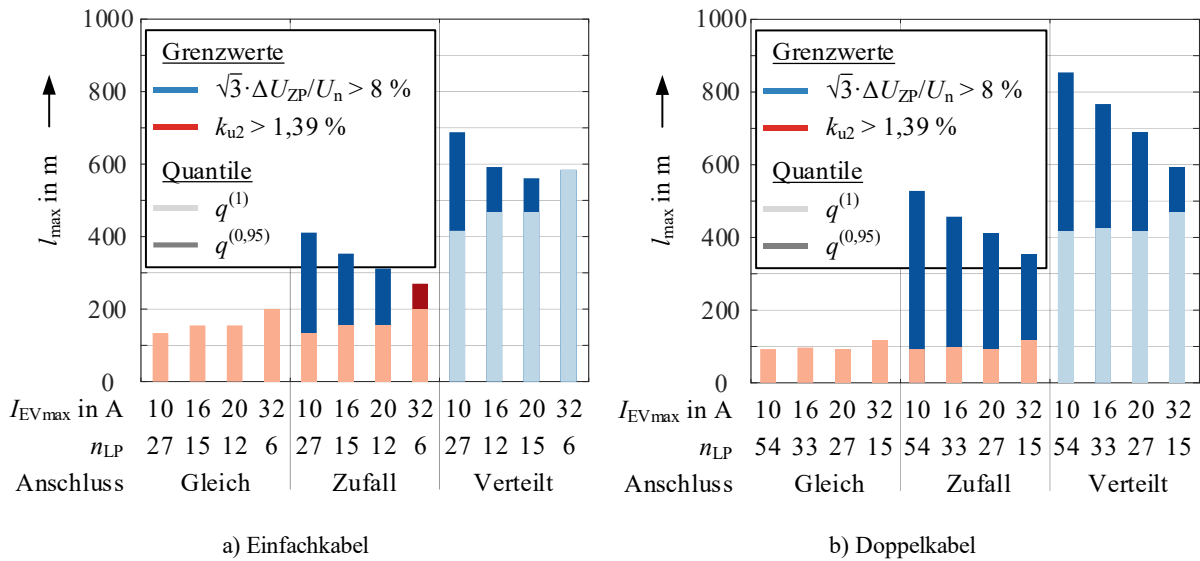 1000
800
600
400
200
0
l_max in m
Grenzwerte
√3·ΔU_ZP/U_n > 8 %
k_u2 > 1,39 %
Quantile
q^(1)
q^(0,95)
I_EVmax in A 10 16 20 32 10 16 20 32 10 16 20 32
n_LP 27 15 12 6 27 15 12 6 27 12 15 6
Anschluss Gleich Zufall Verteilt
a) Einfachkabel
1000
800
600
400
200
0
l_max in m
Grenzwerte
√3·ΔU_ZP/U_n > 8 %
k_u2 > 1,39 %
Quantile
q^(1)
q^(0,95)
I_EVmax in A 10 16 20 32 10 16 20 32 10 16 20 32
n_LP 54 33 27 15 54 33 27 15 54 33 27 15
Anschluss Gleich Zufall Verteilt
b) Doppelkabel